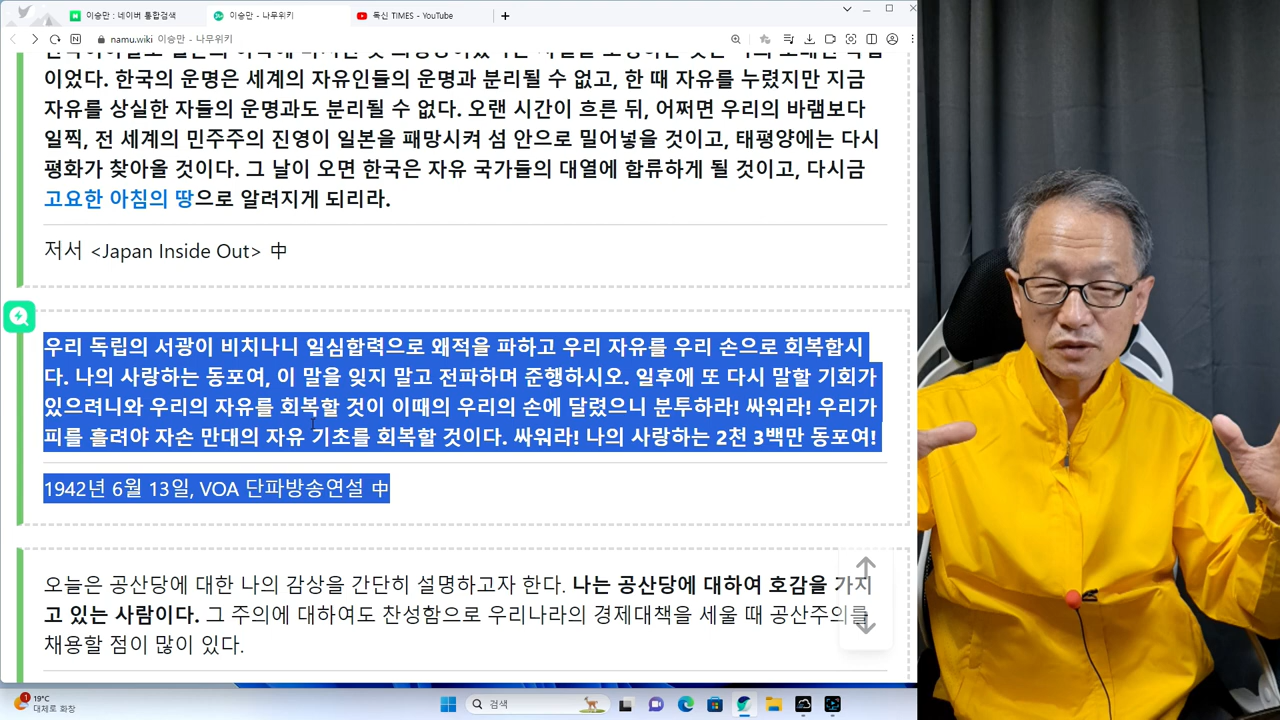 이승만 : 네이버 통합검색
이승만 - 나무위키
독신 TIMES - YouTube
namu.wiki 이승만 - 나무위키
이었다. 한국의 운명은 세계의 자유인들의 운명과 분리될 수 없고, 한 때 자유를 누렸지만 지금
자유를 상실한 자들의 운명과도 분리될 수 없다. 오랜 시간이 흐른 뒤, 어쩌면 우리의 바램보다
일찍, 전 세계의 민주주의 진영이 일본을 패망시켜 섬 안으로 밀어넣을 것이고, 태평양에는 다시
평화가 찾아올 것이다. 그 날이 오면 한국은 자유 국가들의 대열에 합류하게 될 것이고, 다시금
고요한 아침의 땅으로 알려지게 되리라.
저서 <Japan Inside Out> 中
우리 독립의 서광이 비치나니 일심합력으로 왜적을 파하고 우리 자유를 우리 손으로 회복합시
다. 나의 사랑하는 동포여, 이 말을 잊지 말고 전파하며 준행하시오. 일후에 또 다시 말할 기회가
있으려니와 우리의 자유를 회복할 것이 이때의 우리의 손에 달렸으니 분투하라! 싸워라! 우리가
피를 흘려야 자손 만대의 자유 기초를 회복할 것이다. 싸워라! 나의 사랑하는 2천 3백만 동포여!
1942년 6월 13일, VOA 단파방송연설 中
오늘은 공산당에 대한 나의 감상을 간단히 설명하고자 한다. 나는 공산당에 대하여 호감을 가지
고 있는 사람이다. 그 주의에 대하여도 찬성함으로 우리나라의 경제대책을 세울 때 공산주의를
채용할 점이 많이 있다.
1
19°C
대체로 화창
검색